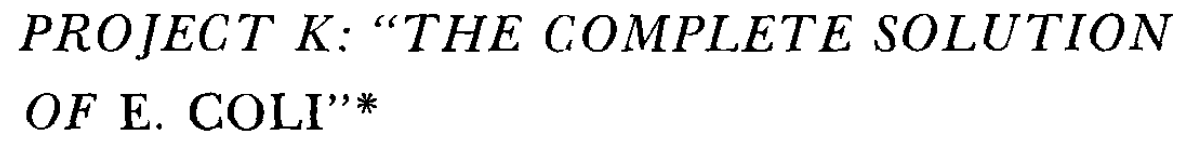 PROJECT K: “THE COMPLETE SOLUTION
OF E. COLI”*